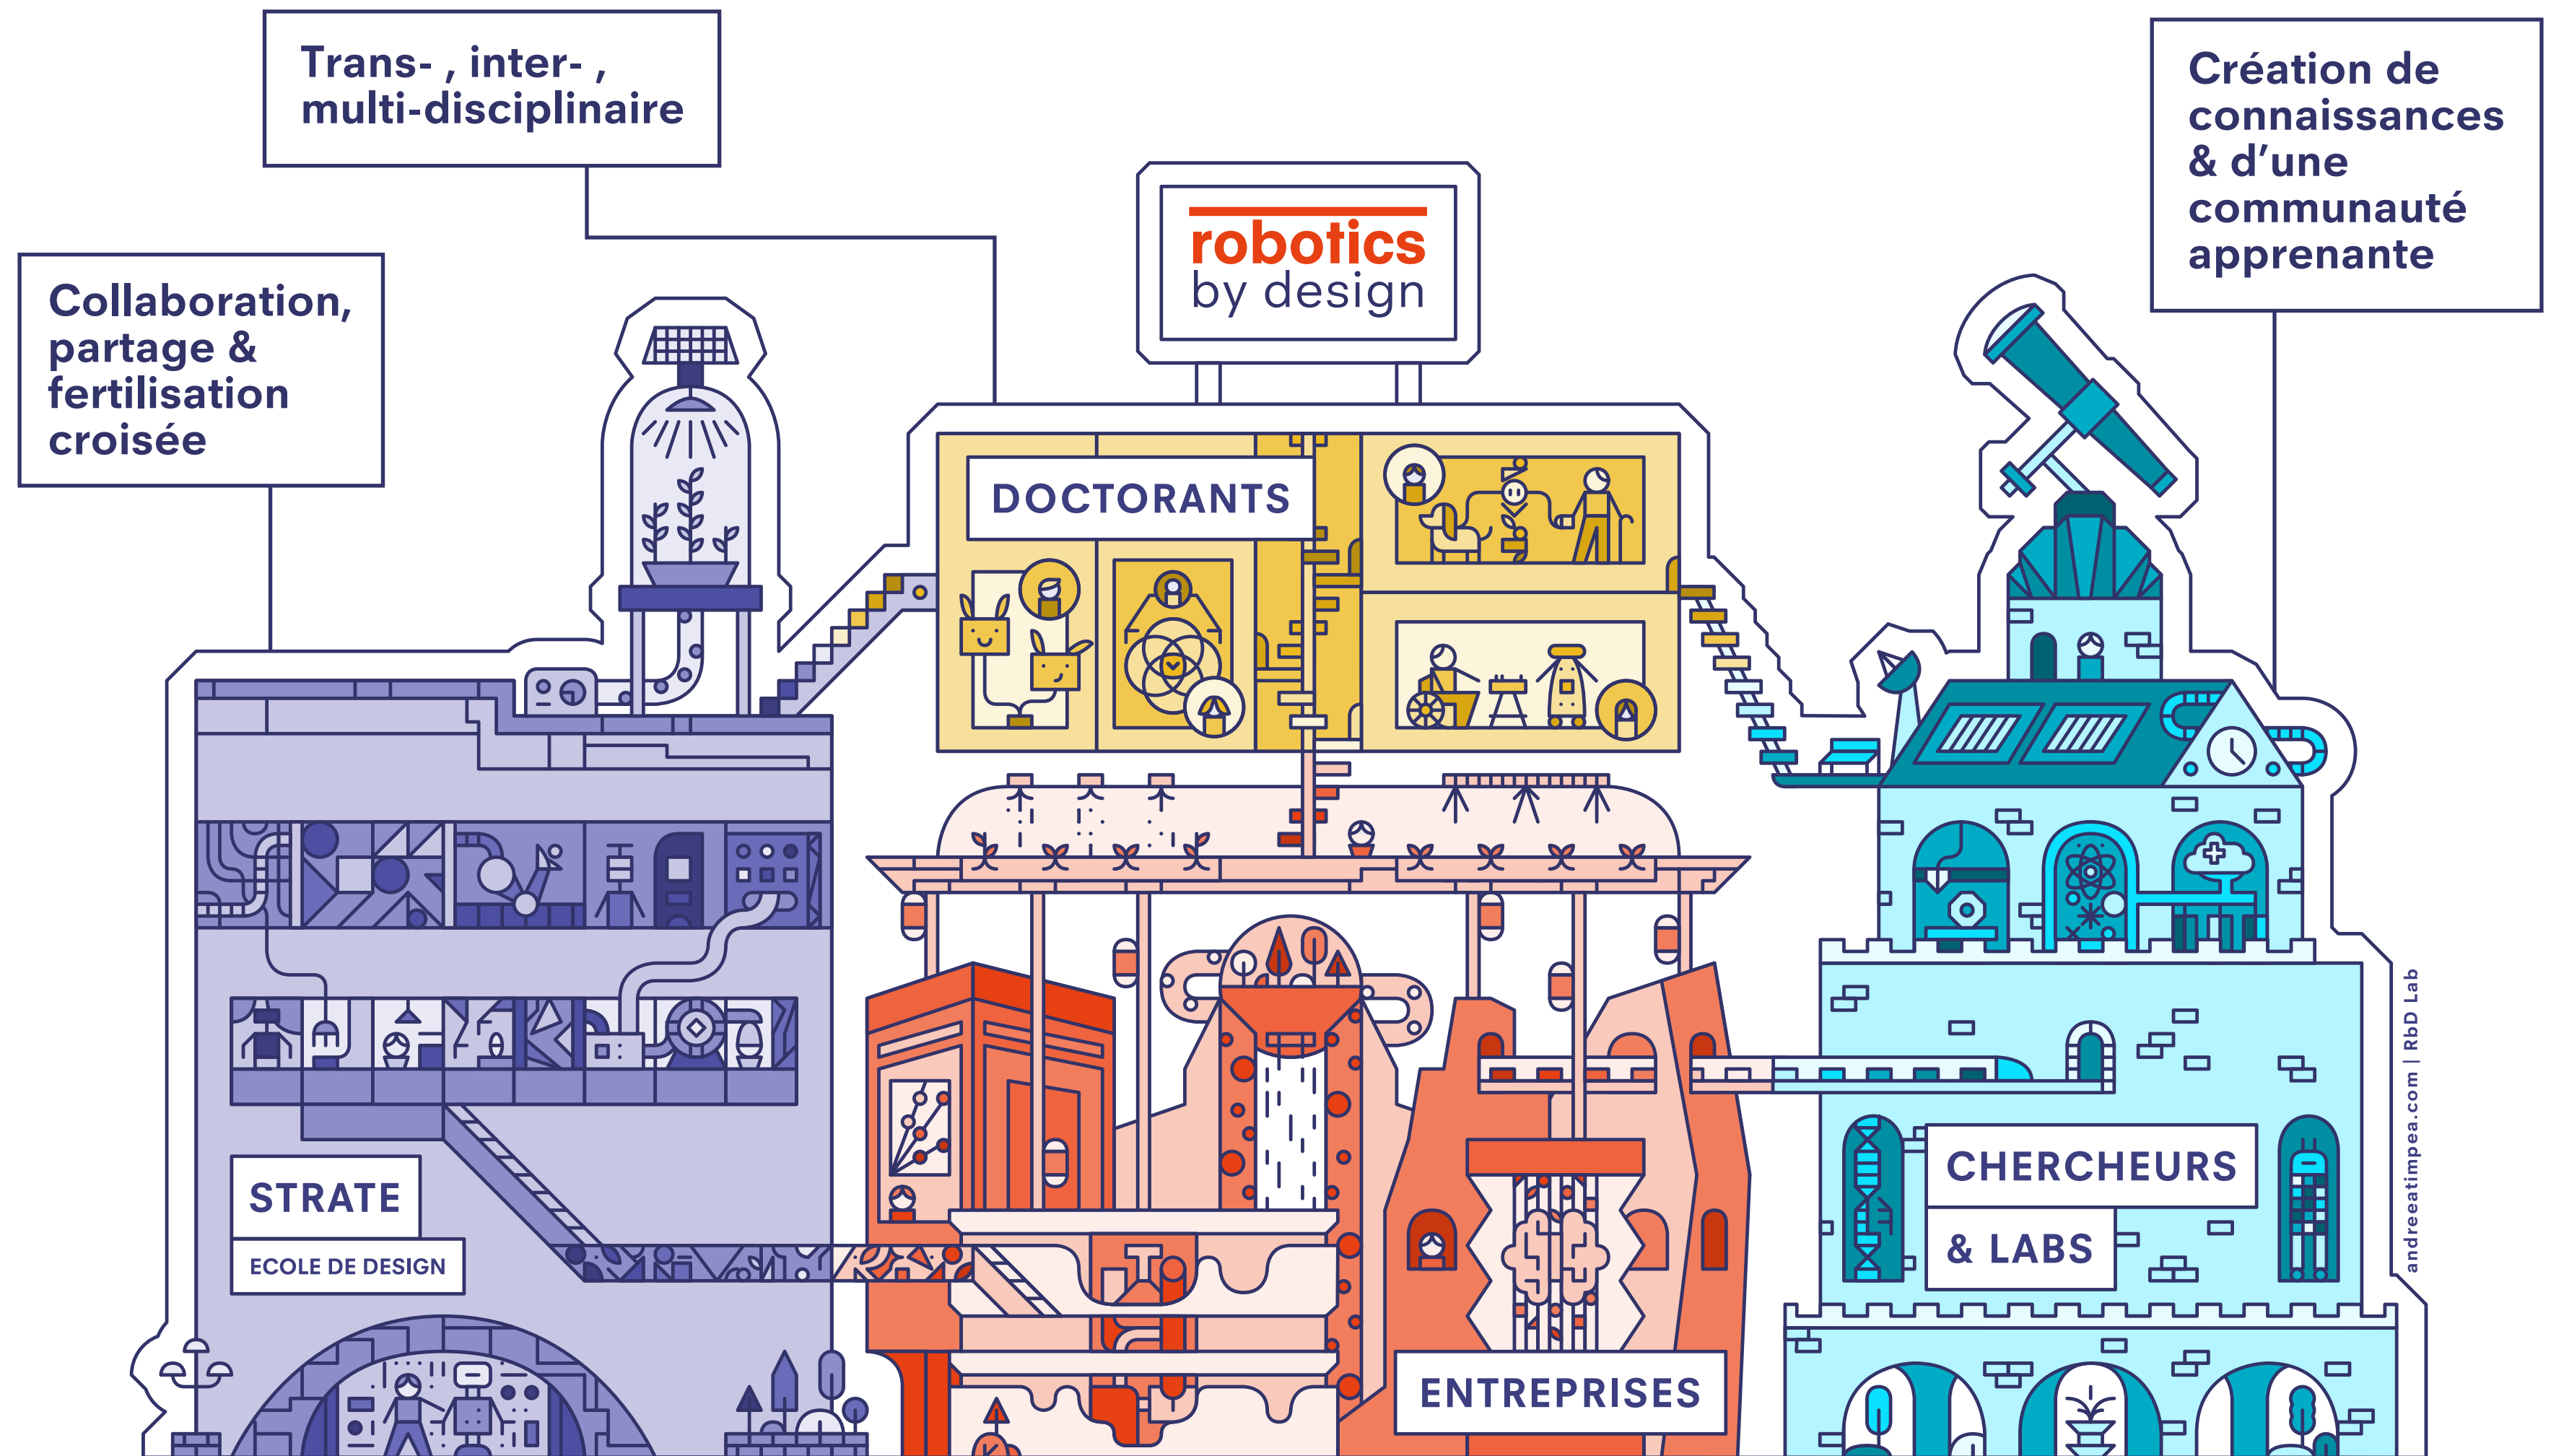 Trans- , inter- ,
multi-disciplinaire
Création de
connaissances
& d’une
communauté
apprenante
robotics
by design
Collaboration,
partage &
fertilisation
croisée
DOCTORANTS
STRATE
ECOLE DE DESIGN
CHERCHEURS
& LABS
ENTREPRISES
andreeatimpea.com | RbD Lab